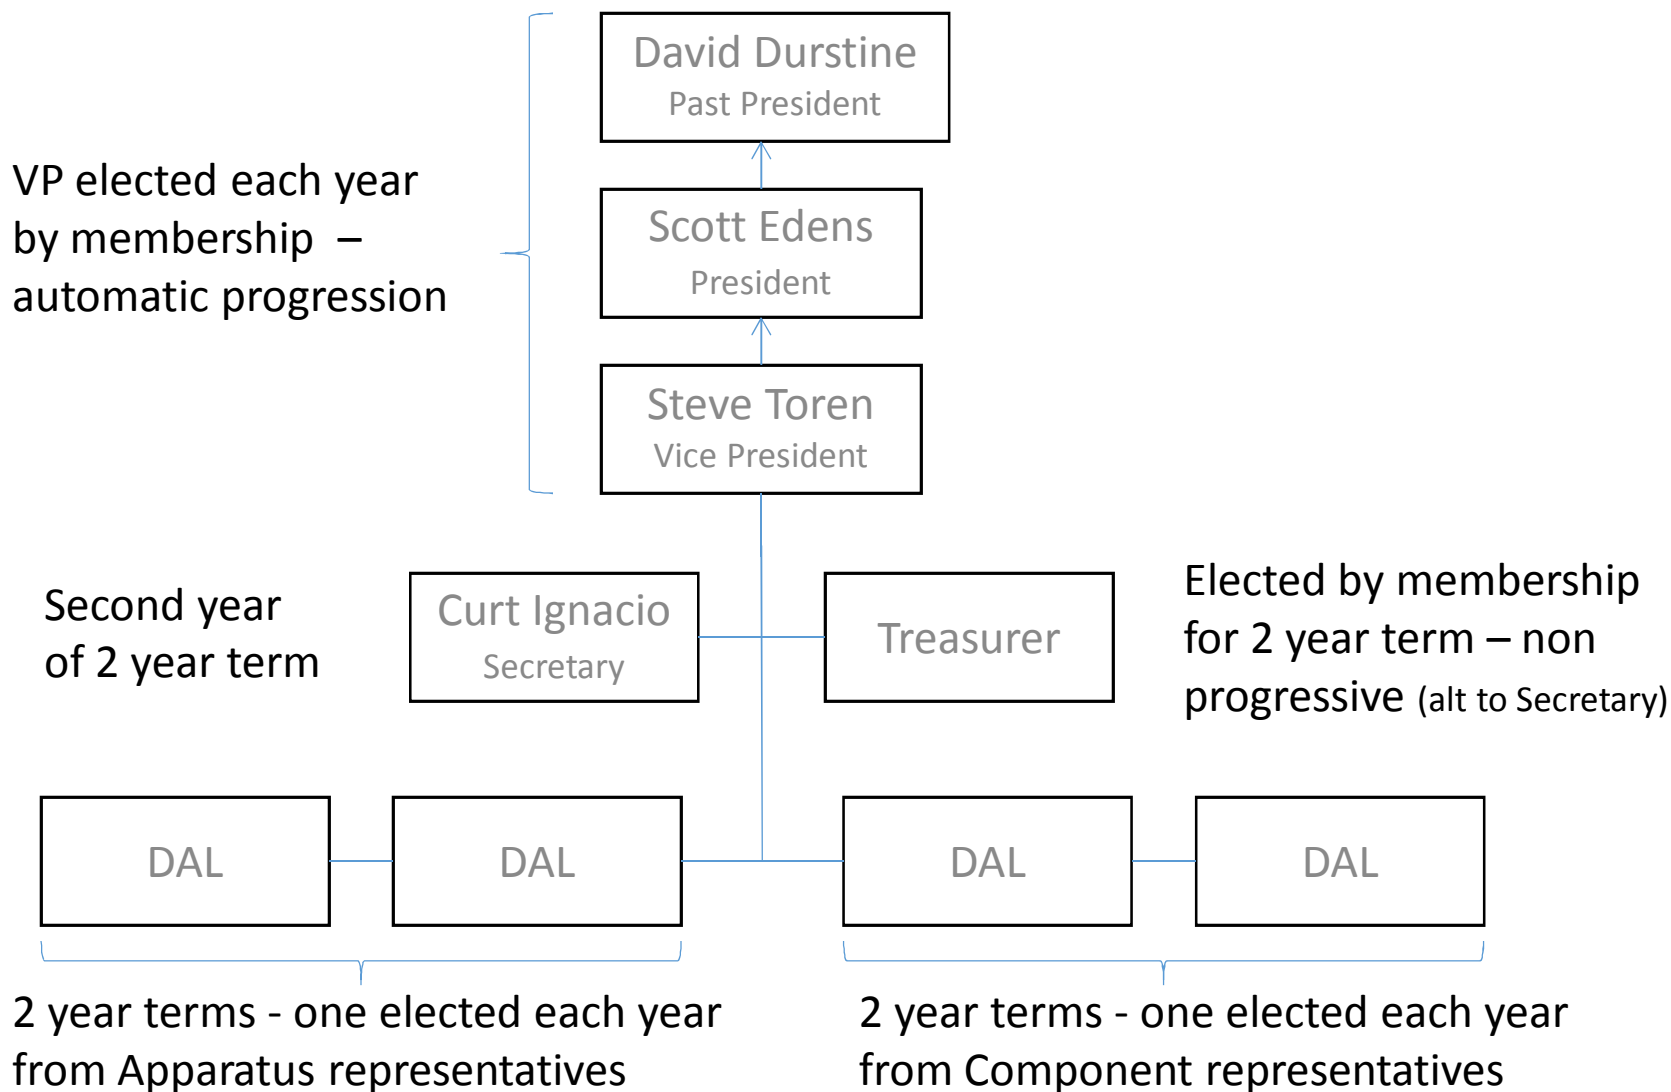 David Durstine
Past President
VP elected each year
by membership – 
automatic progression
Scott Edens
President
Steve Toren
Vice President
Second year
of 2 year term
Curt Ignacio
Secretary
Treasurer
Elected by membership
for 2 year term – non
progressive (alt to Secretary)
DAL
DAL
DAL
DAL
2 year terms - one elected each year
from Apparatus representatives
2 year terms - one elected each year
from Component representatives